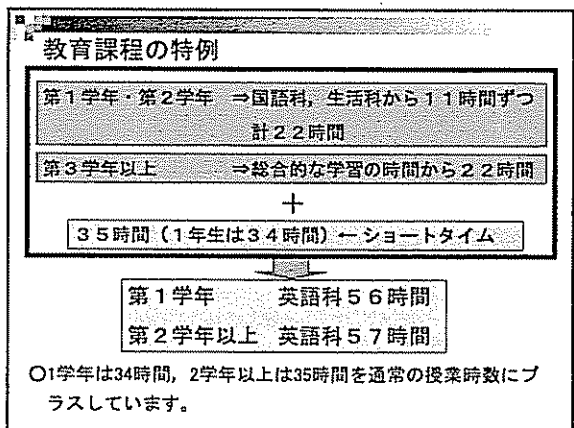 教育課程の特例
第１学年・第２学年 ⇒国語科，生活科から１１時間ずつ
計２２時間
第３学年以上 ⇒総合的な学習の時間から２２時間
＋
３５時間（１年生は３４時間）←ショートタイム
第１学年 英語科５６時間
第２学年以上 英語科５７時間
○1学年は34時間，2学年以上は35時間を通常の授業時数にプ
ラスしています。